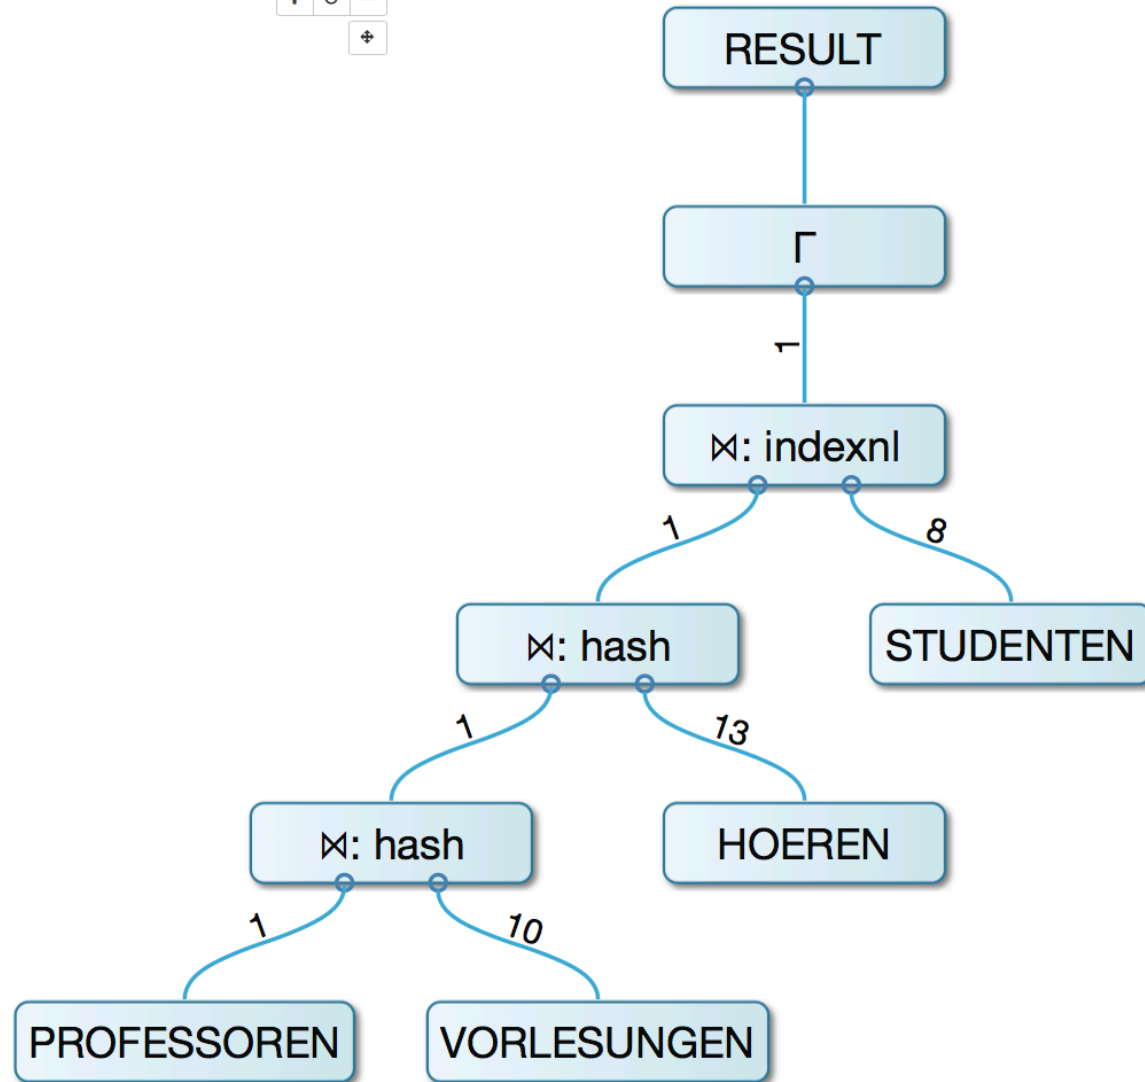 RESULT
Γ
1
⋈: indexnl
1
8
⋈: hash
STUDENTEN
1
13
⋈: hash
HOEREN
1
10
PROFESSOREN
VORLESUNGEN